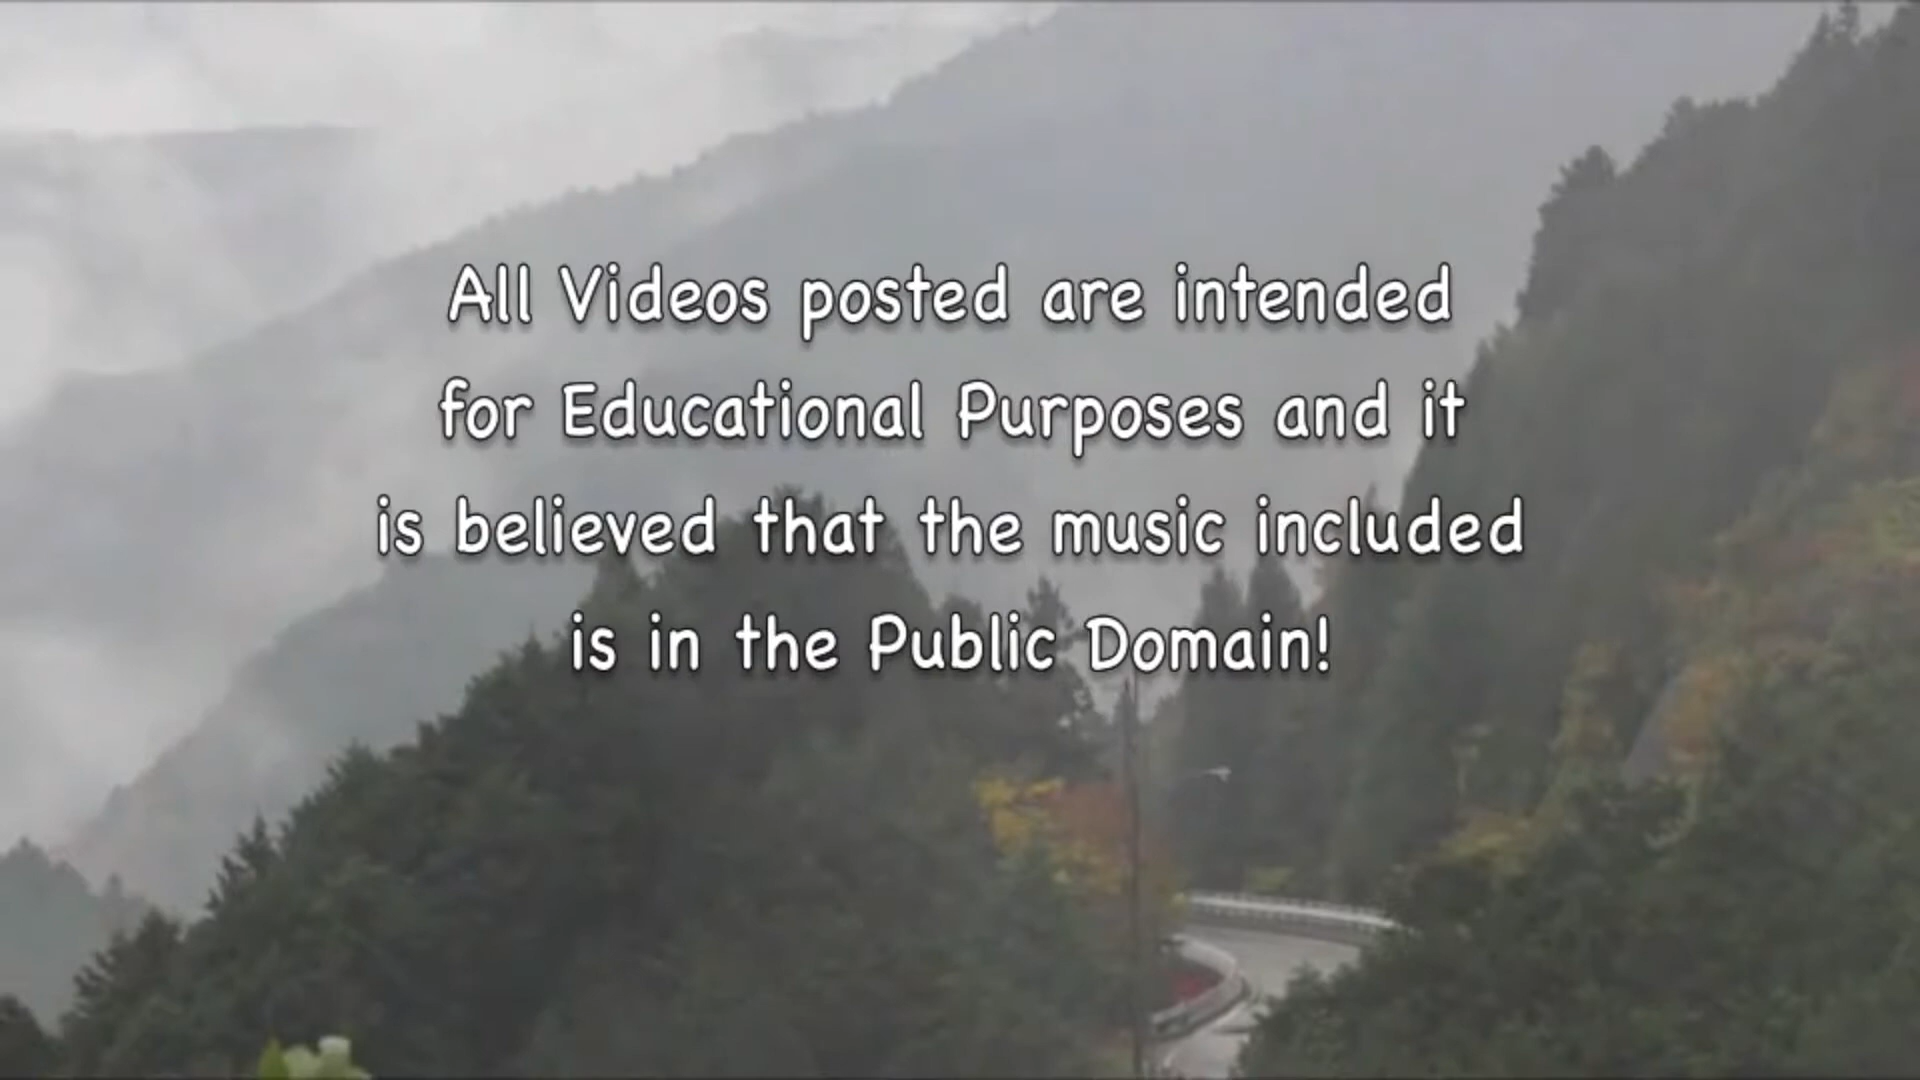 All Videos posted are intended
for Educational Purposes and it
is believed that the music included
is in the Public Domain!